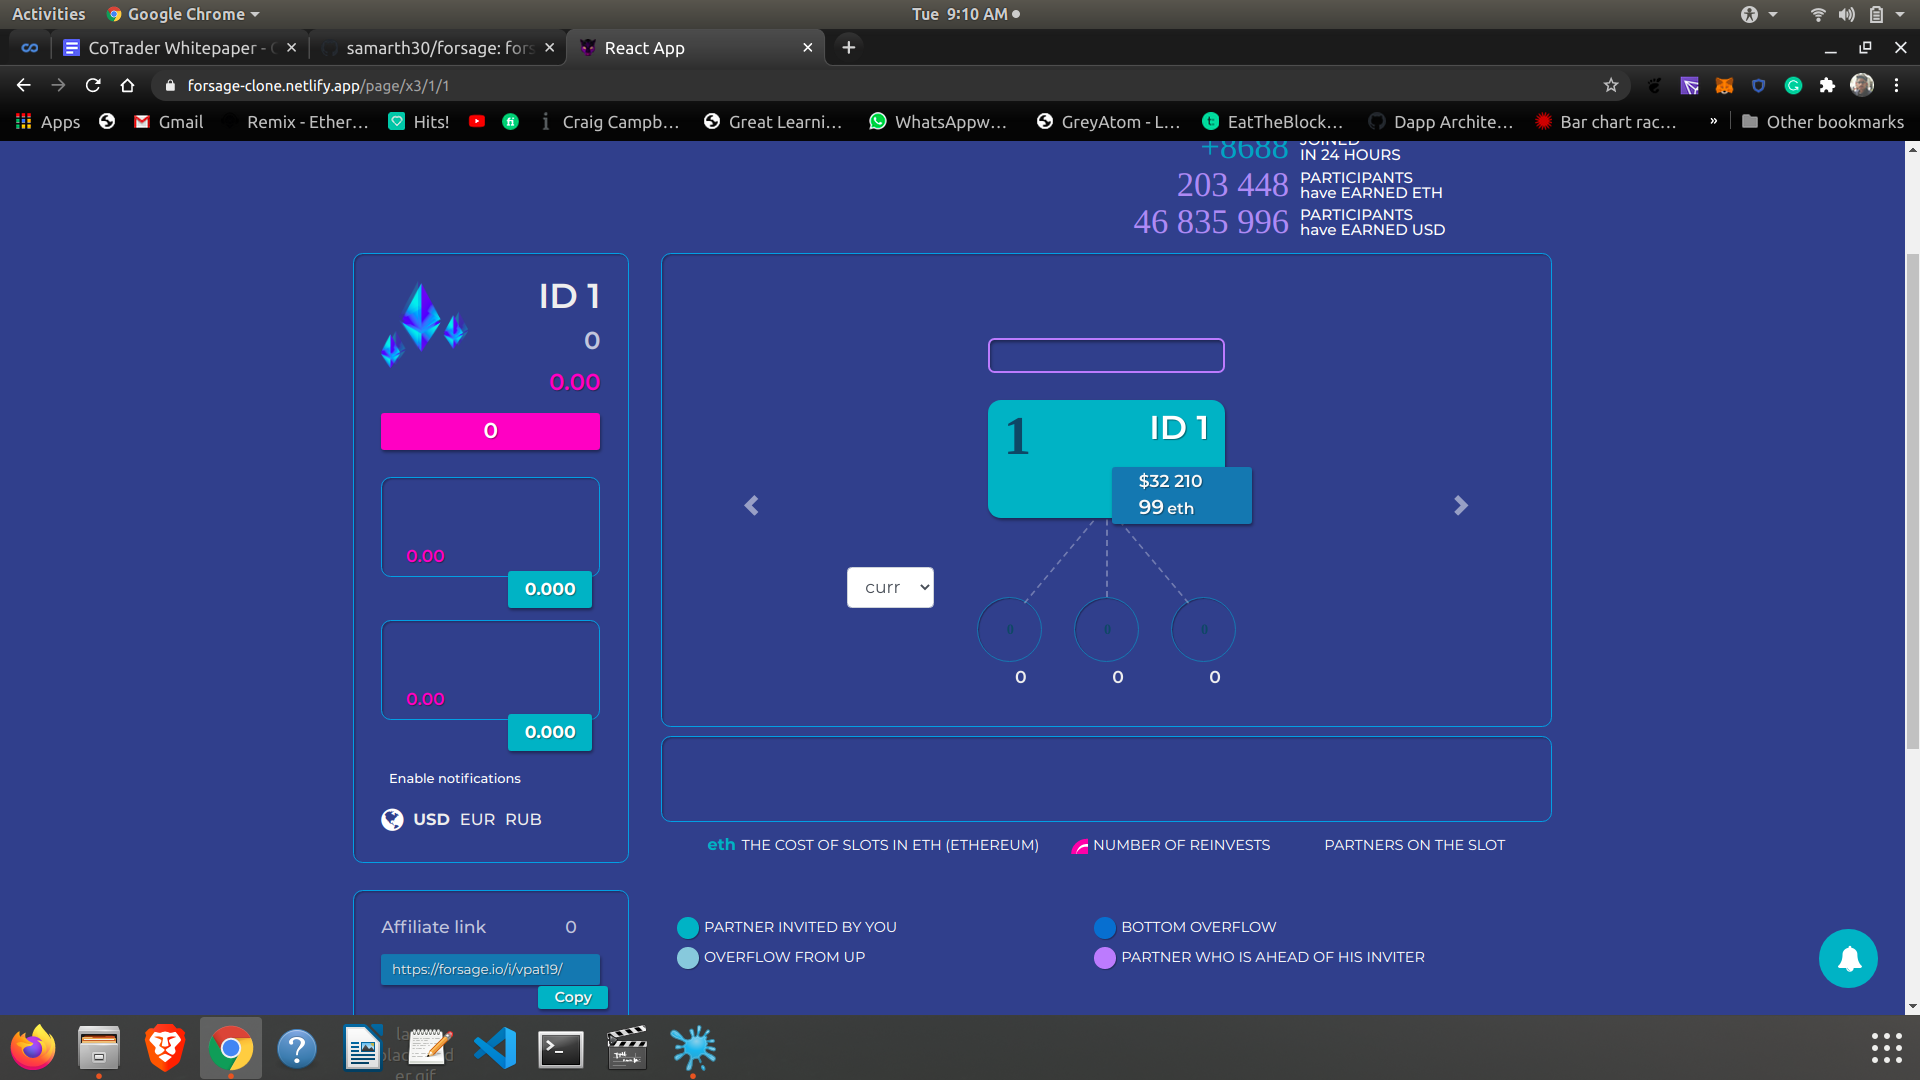 Activities
Google Chrome
Tue 9:10 AM
CoTrader Whitepaper -
samarth30/forsage: for
React App
forsage-clone.netlify.app/page/x3/1/1
Apps
Gmail
Remix - Ether...
Hits!
Craig Campb...
Great Learni...
WhatsAppw...
GreyAtom - L...
EatTheBlock...
Dapp Archite...
Bar chart rac...
»
Other bookmarks
+8688
JOINED
IN 24 HOURS
203 448
PARTICIPANTS
have EARNED ETH
46 835 996
PARTICIPANTS
have EARNED USD
ID 1
0
0.00
0
0.00
0.000
0.00
0.000
Enable notifications
USD EUR RUB
1
ID 1
$32 210
99 eth
curr
0 0 0
0 0 0
eth THE COST OF SLOTS IN ETH (ETHEREUM)
NUMBER OF REINVESTS
PARTNERS ON THE SLOT
Affiliate link 0
https://forsage.io/i/vpat19/
Copy
PARTNER INVITED BY YOU
BOTTOM OVERFLOW
OVERFLOW FROM UP
PARTNER WHO IS AHEAD OF HIS INVITER
er.gif